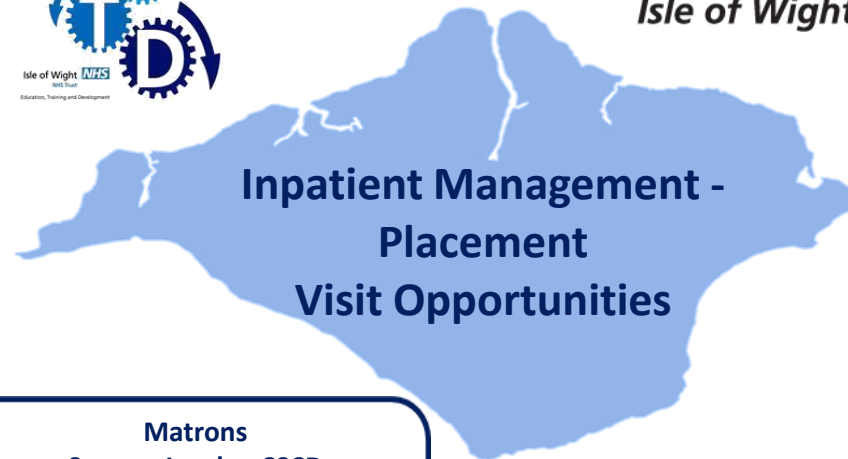 Isle of Wight
T
D
Isle of Wight NHS
NHS Trust
Education, Training and Development
Inpatient Management -
Placement
Visit Opportunities
Matrons